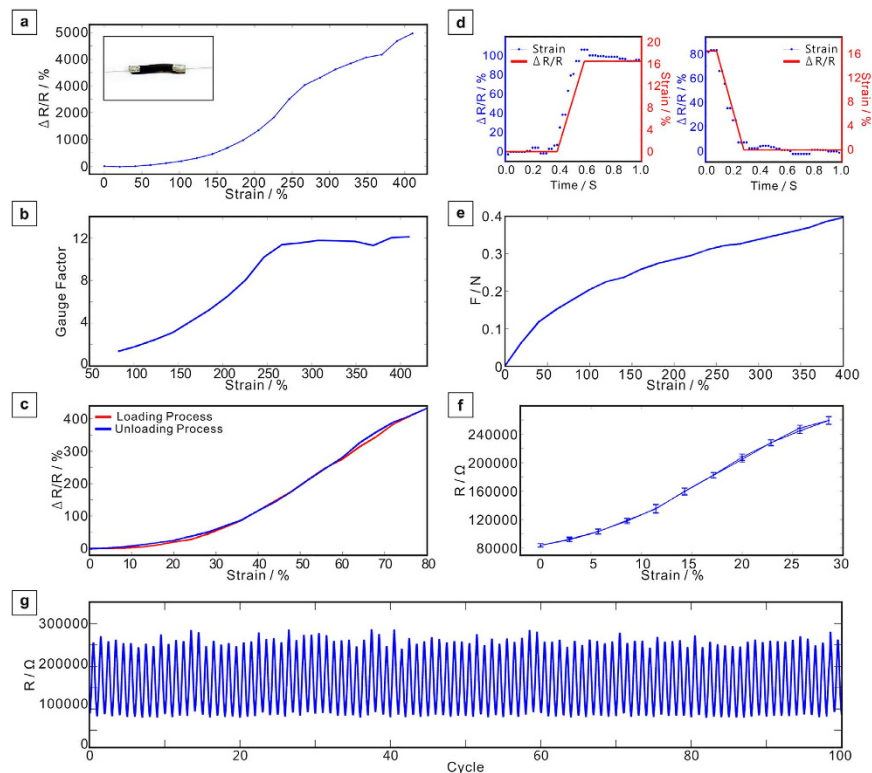 a
5000
4000
3000
2000
1000
0
ΔR/R / %
0 50 100 150 200 250 300 350 400
Strain / %
b
12
8
4
0
Gauge Factor
50 100 150 200 250 300 350 400
Strain / %
c
Loading Process
Unloading Process
400
300
200
100
0
ΔR/R / %
0 10 20 30 40 50 60 70 80
Strain / %
d
Strain
ΔR/R
100
80
60
40
20
0
ΔR/R / %
20
16
12
8
4
0
Strain / %
0.0 0.2 0.4 0.6 0.8 1.0
Time / S
Strain
ΔR/R
80
60
40
20
0
ΔR/R / %
16
12
8
4
0
Strain / %
0.0 0.2 0.4 0.6 0.8 1.0
Time / S
e
0.4
0.3
0.2
0.1
0
F / N
0 50 100 150 200 250 300 350 400
Strain / %
f
240000
200000
160000
120000
80000
R / Ω
0 5 10 15 20 25 30
Strain / %
g
300000
200000
100000
0
R / Ω
0 20 40 60 80 100
Cycle